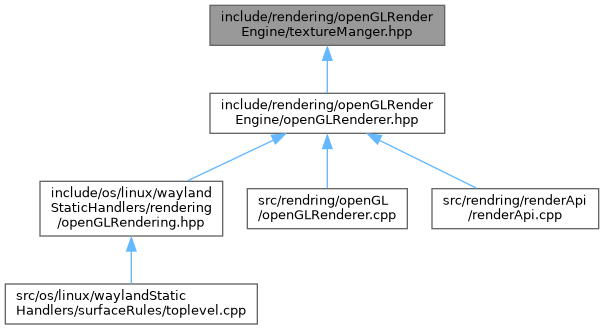 include/rendering/openGLRender
Engine/textureManger.hpp
include/rendering/openGLRender
Engine/openGLRenderer.hpp
include/os/linux/wayland
StaticHandlers/rendering
/openGLRendering.hpp
src/rendring/openGL
/openGLRenderer.cpp
src/rendring/renderApi
/renderApi.cpp
src/os/linux/waylandStatic
Handlers/surfaceRules/toplevel.cpp